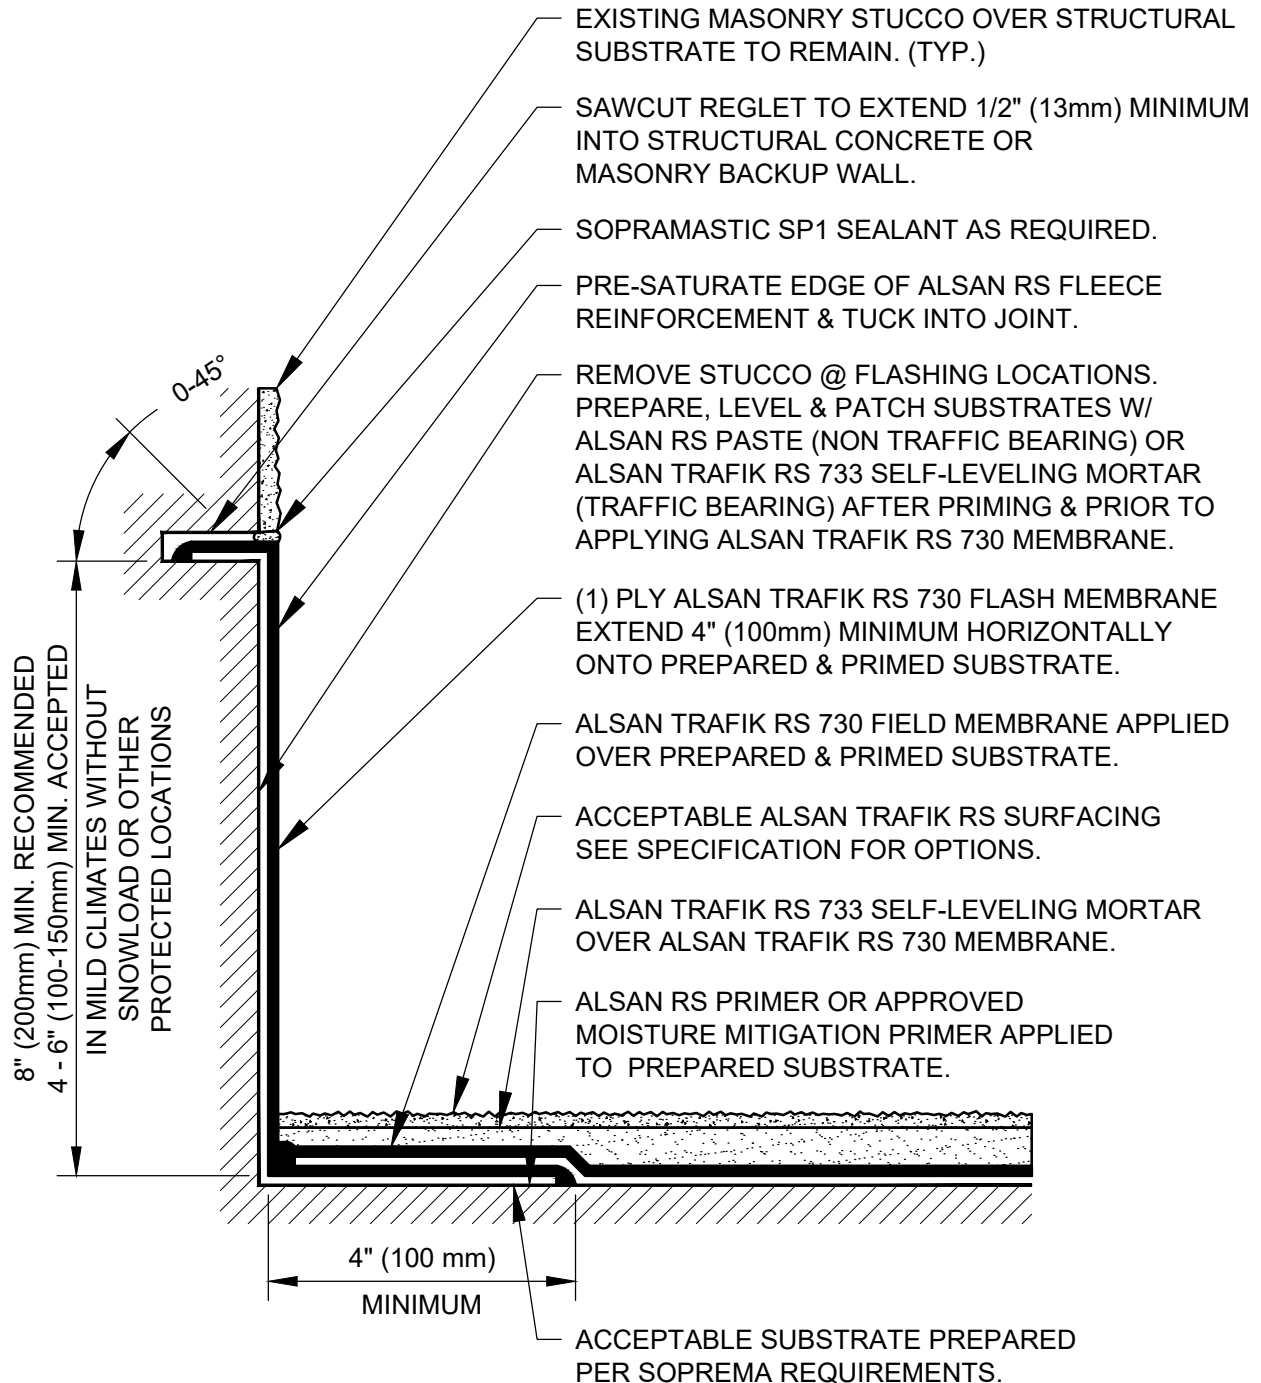 EXISTING MASONRY STUCCO OVER STRUCTURAL
SUBSTRATE TO REMAIN. (TYP.)
SAWCUT REGLET TO EXTEND 1/2" (13mm) MINIMUM
INTO STRUCTURAL CONCRETE OR
MASONRY BACKUP WALL.
SOPRAMASTIC SP1 SEALANT AS REQUIRED.
PRE-SATURATE EDGE OF ALSAN RS FLEECE
REINFORCEMENT & TUCK INTO JOINT.
0-45°
REMOVE STUCCO @ FLASHING LOCATIONS.
PREPARE, LEVEL & PATCH SUBSTRATES W/
ALSAN RS PASTE (NON TRAFFIC BEARING) OR
ALSAN TRAFIK RS 733 SELF-LEVELING MORTAR
(TRAFFIC BEARING) AFTER PRIMING & PRIOR TO
APPLYING ALSAN TRAFIK RS 730 MEMBRANE.
(1) PLY ALSAN TRAFIK RS 730 FLASH MEMBRANE
EXTEND 4" (100mm) MINIMUM HORIZONTALLY
ONTO PREPARED & PRIMED SUBSTRATE.
8" (200mm) MIN. RECOMMENDED
4 - 6" (100-150mm) MIN. ACCEPTED
IN MILD CLIMATES WITHOUT
SNOWLOAD OR OTHER
PROTECTED LOCATIONS
ALSAN TRAFIK RS 730 FIELD MEMBRANE APPLIED
OVER PREPARED & PRIMED SUBSTRATE.
ACCEPTABLE ALSAN TRAFIK RS SURFACING
SEE SPECIFICATION FOR OPTIONS.
ALSAN TRAFIK RS 733 SELF-LEVELING MORTAR
OVER ALSAN TRAFIK RS 730 MEMBRANE.
ALSAN RS PRIMER OR APPROVED
MOISTURE MITIGATION PRIMER APPLIED
TO  PREPARED SUBSTRATE.
4" (100 mm)
MINIMUM
ACCEPTABLE SUBSTRATE PREPARED
PER SOPREMA REQUIREMENTS.